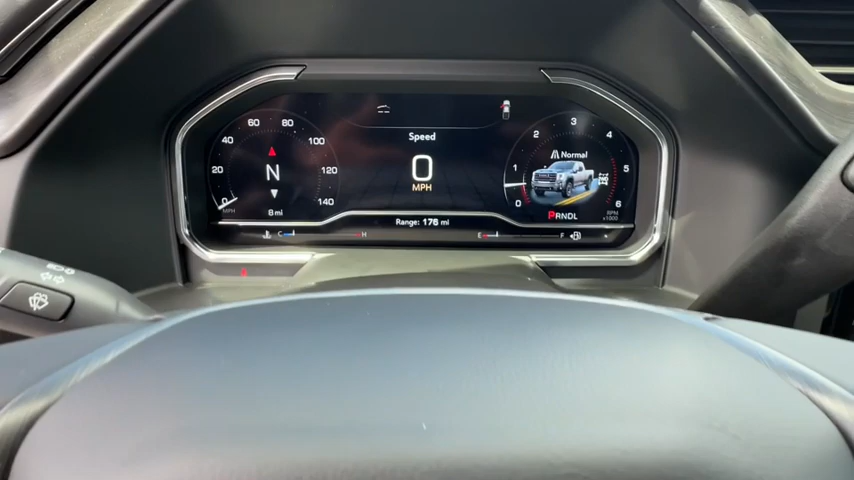 60 80
40 100
20 120
0 140
MPH
N
8 mi
Speed
0
MPH
Range: 176 mi
C H
E F
3
2 4
1 5
0 6
Normal
PRNDL
RPM
x1000